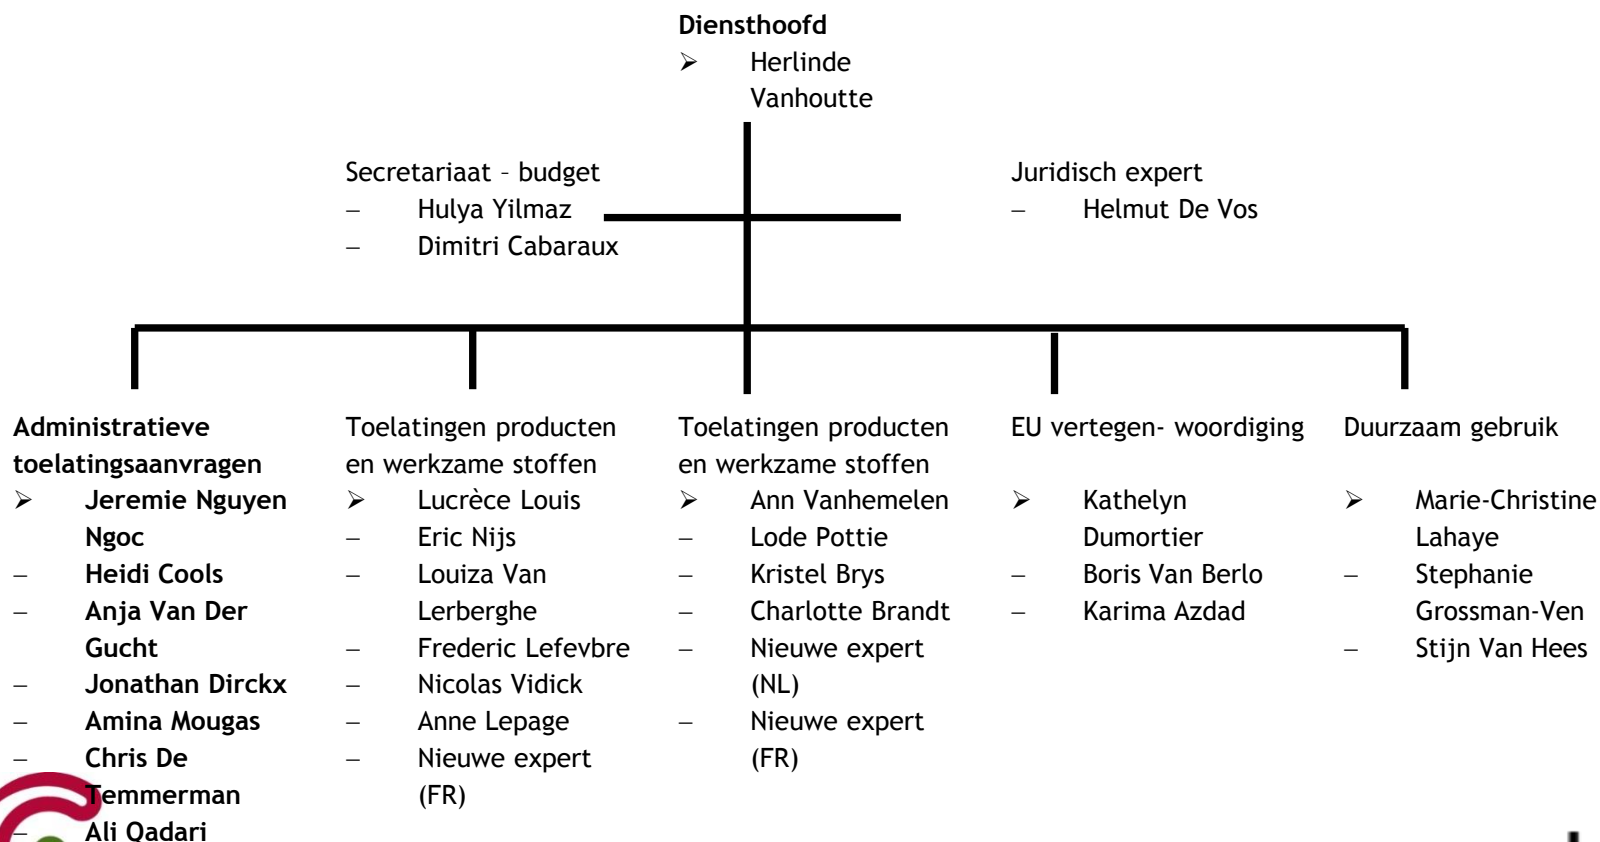 Diensthoofd
➢ Herlinde
Vanhoutte
Secretariaat – budget
– Hulya Yilmaz
– Dimitri Cabaraux
Juridisch expert
– Helmut De Vos
Administratieve
toelatingsaanvragen
➢ Jeremie Nguyen
Ngoc
– Heidi Cools
– Anja Van Der
Gucht
– Jonathan Dirckx
– Amina Mougas
– Chris De
Temmerman
– Ali Qadari
Toelatingen producten
en werkzame stoffen
➢ Lucrèce Louis
– Eric Nijs
– Louiza Van
Lerberghe
– Frederic Lefevbre
– Nicolas Vidick
– Anne Lepage
– Nieuwe expert
(FR)
Toelatingen producten
en werkzame stoffen
➢ Ann Vanhemelen
– Lode Pottie
– Kristel Brys
– Charlotte Brandt
– Nieuwe expert
(NL)
– Nieuwe expert
(FR)
EU vertegen- woordiging
➢ Kathelyn
Dumortier
– Boris Van Berlo
– Karima Azdad
Duurzaam gebruik
➢ Marie-Christine
Lahaye
– Stephanie
Grossman-Ven
– Stijn Van Hees